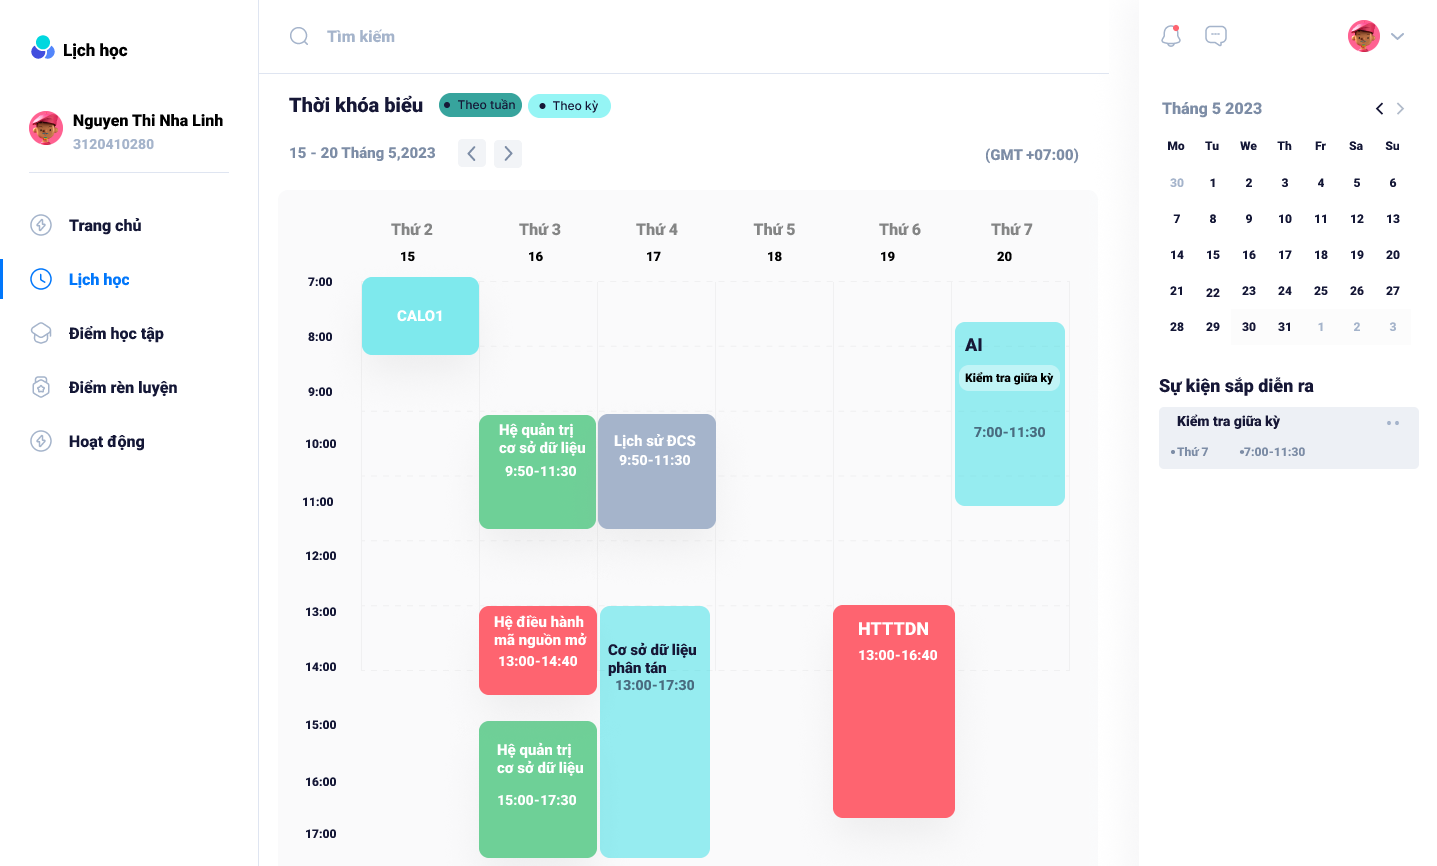 Lịch học
Nguyen Thi Nha Linh
3120410280
Trang chủ
Lịch học
Điểm học tập
Điểm rèn luyện
Hoạt động
Tìm kiếm
Thời khóa biểu
Theo tuần
Theo kỳ
15 - 20 Tháng 5,2023
(GMT +07:00)
Thứ 2 Thứ 3 Thứ 4 Thứ 5 Thứ 6 Thứ 7
15 16 17 18 19 20
7:00
8:00
9:00
10:00
11:00
12:00
13:00
14:00
15:00
16:00
17:00
CALO1
Hệ quản trị
cơ sở dữ liệu
9:50-11:30
Hệ điều hành
mã nguồn mở
13:00-14:40
Hệ quản trị
cơ sở dữ liệu
15:00-17:30
Lịch sử ĐCS
9:50-11:30
Cơ sở dữ liệu
phân tán
13:00-17:30
HTTTDN
13:00-16:40
AI
Kiểm tra giữa kỳ
7:00-11:30
Tháng 5 2023
Mo Tu We Th Fr Sa Su
30 1 2 3 4 5 6
7 8 9 10 11 12 13
14 15 16 17 18 19 20
21 22 23 24 25 26 27
28 29 30 31 1 2 3
Sự kiện sắp diễn ra
Kiểm tra giữa kỳ
•Thứ 7 •7:00-11:30